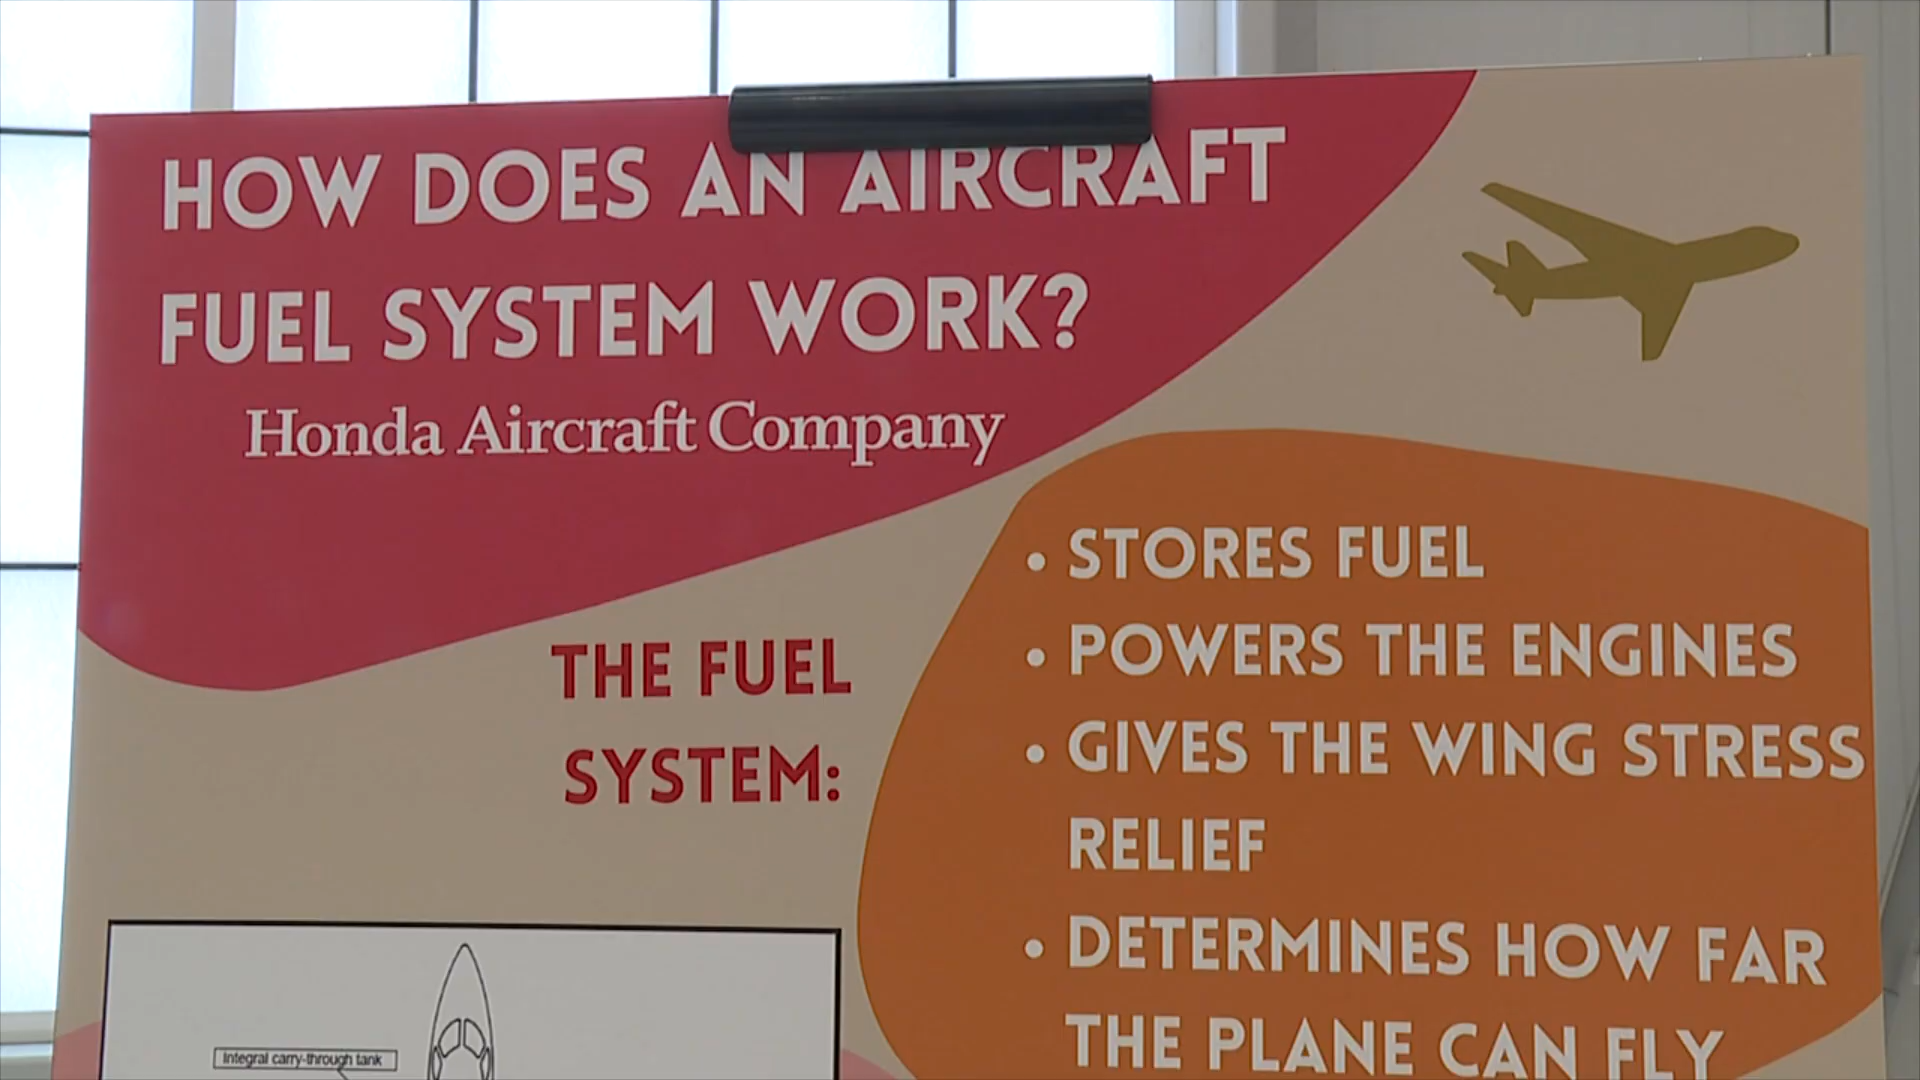 HOW DOES AN AIRCRAFT
FUEL SYSTEM WORK?
Honda Aircraft Company
THE FUEL
SYSTEM:
• STORES FUEL
• POWERS THE ENGINES
• GIVES THE WING STRESS
RELIEF
• DETERMINES HOW FAR
THE PLANE CAN FLY
Integral carry-through tank